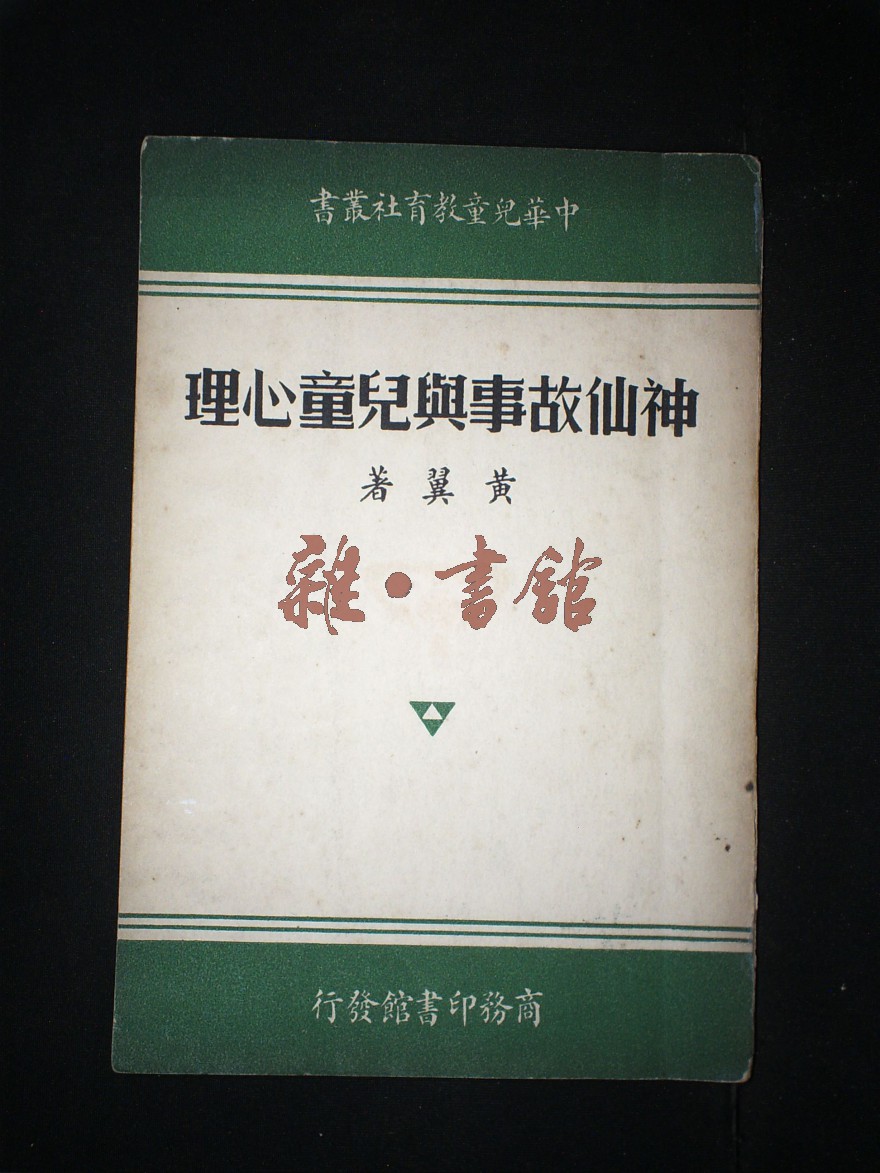 中華兒童教育社叢書
神仙故事與兒童心理
黃翼著
雜·書館
商務印書館發行